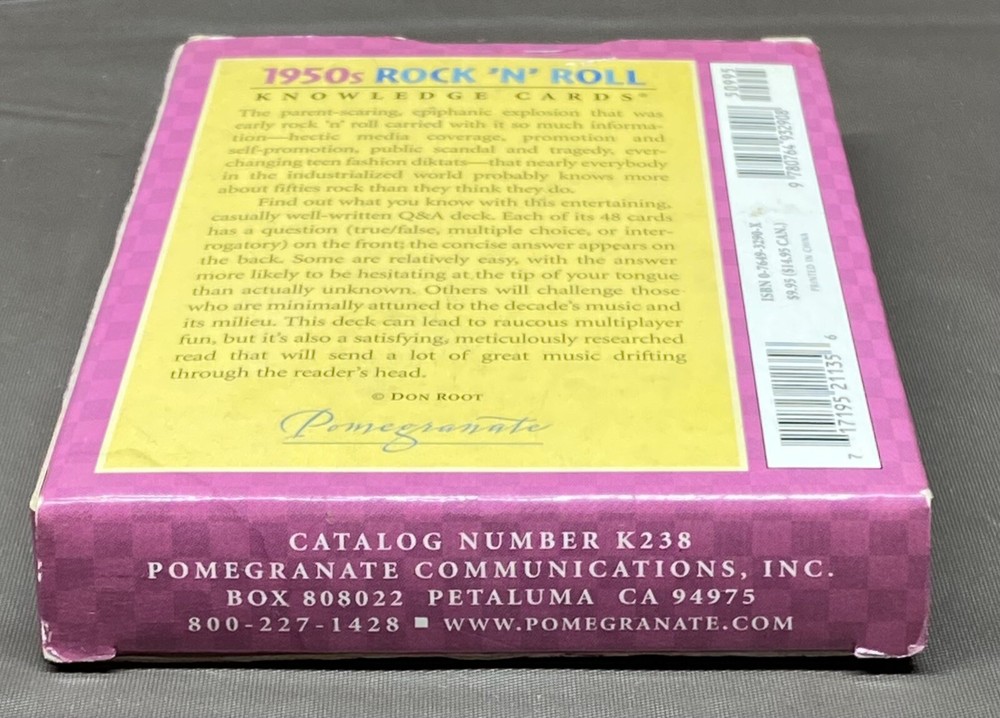 1950s ROCK 'N' ROLL
KNOWLEDGE CARDS®
The parent-scaring, epiphanic explosion that was
early rock 'n' roll carried with it so much informa-
tion—hectic media coverage, promotion and
self-promotion, public scandal and tragedy, ever-
changing teen fashion diktats—that nearly everybody
in the industrialized world probably knows more
about fifties rock than they think they do.
Find out what you know with this entertaining,
casually well-written Q&A deck. Each of its 48 cards
has a question (true/false, multiple choice, or inter-
rogatory) on the front; the concise answer appears on
the back. Some are relatively easy, with the answer
more likely to be hesitating at the tip of your tongue
than actually unknown. Others will challenge those
who are minimally attuned to the decade's music and
its milieu. This deck can lead to raucous multiplayer
fun, but it's also a satisfying, meticulously researched
read that will send a lot of great music drifting
through the reader's head.
© DON ROOT
Pomegranate
50995
9 780764 932908
ISBN 0-7649-3290-X
$9.95 ($14.95 CAN.)
PRINTED IN CHINA
7 17195 21135 6
CATALOG NUMBER K238
POMEGRANATE COMMUNICATIONS, INC.
BOX 808022 PETALUMA CA 94975
800-227-1428 ■ WWW.POMEGRANATE.COM